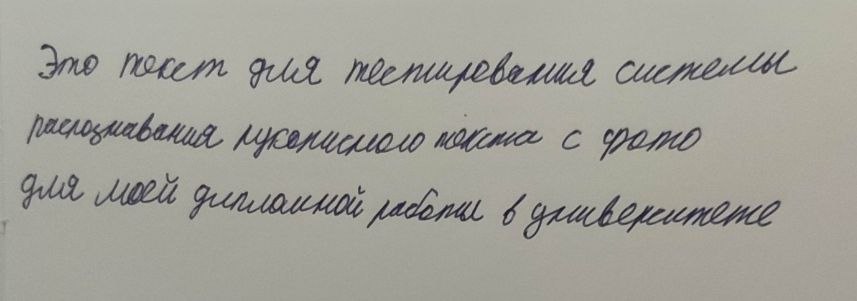 Это текст для тестирования системы
распознавания рукописного текста с фото
для моей дипломной работы в университете